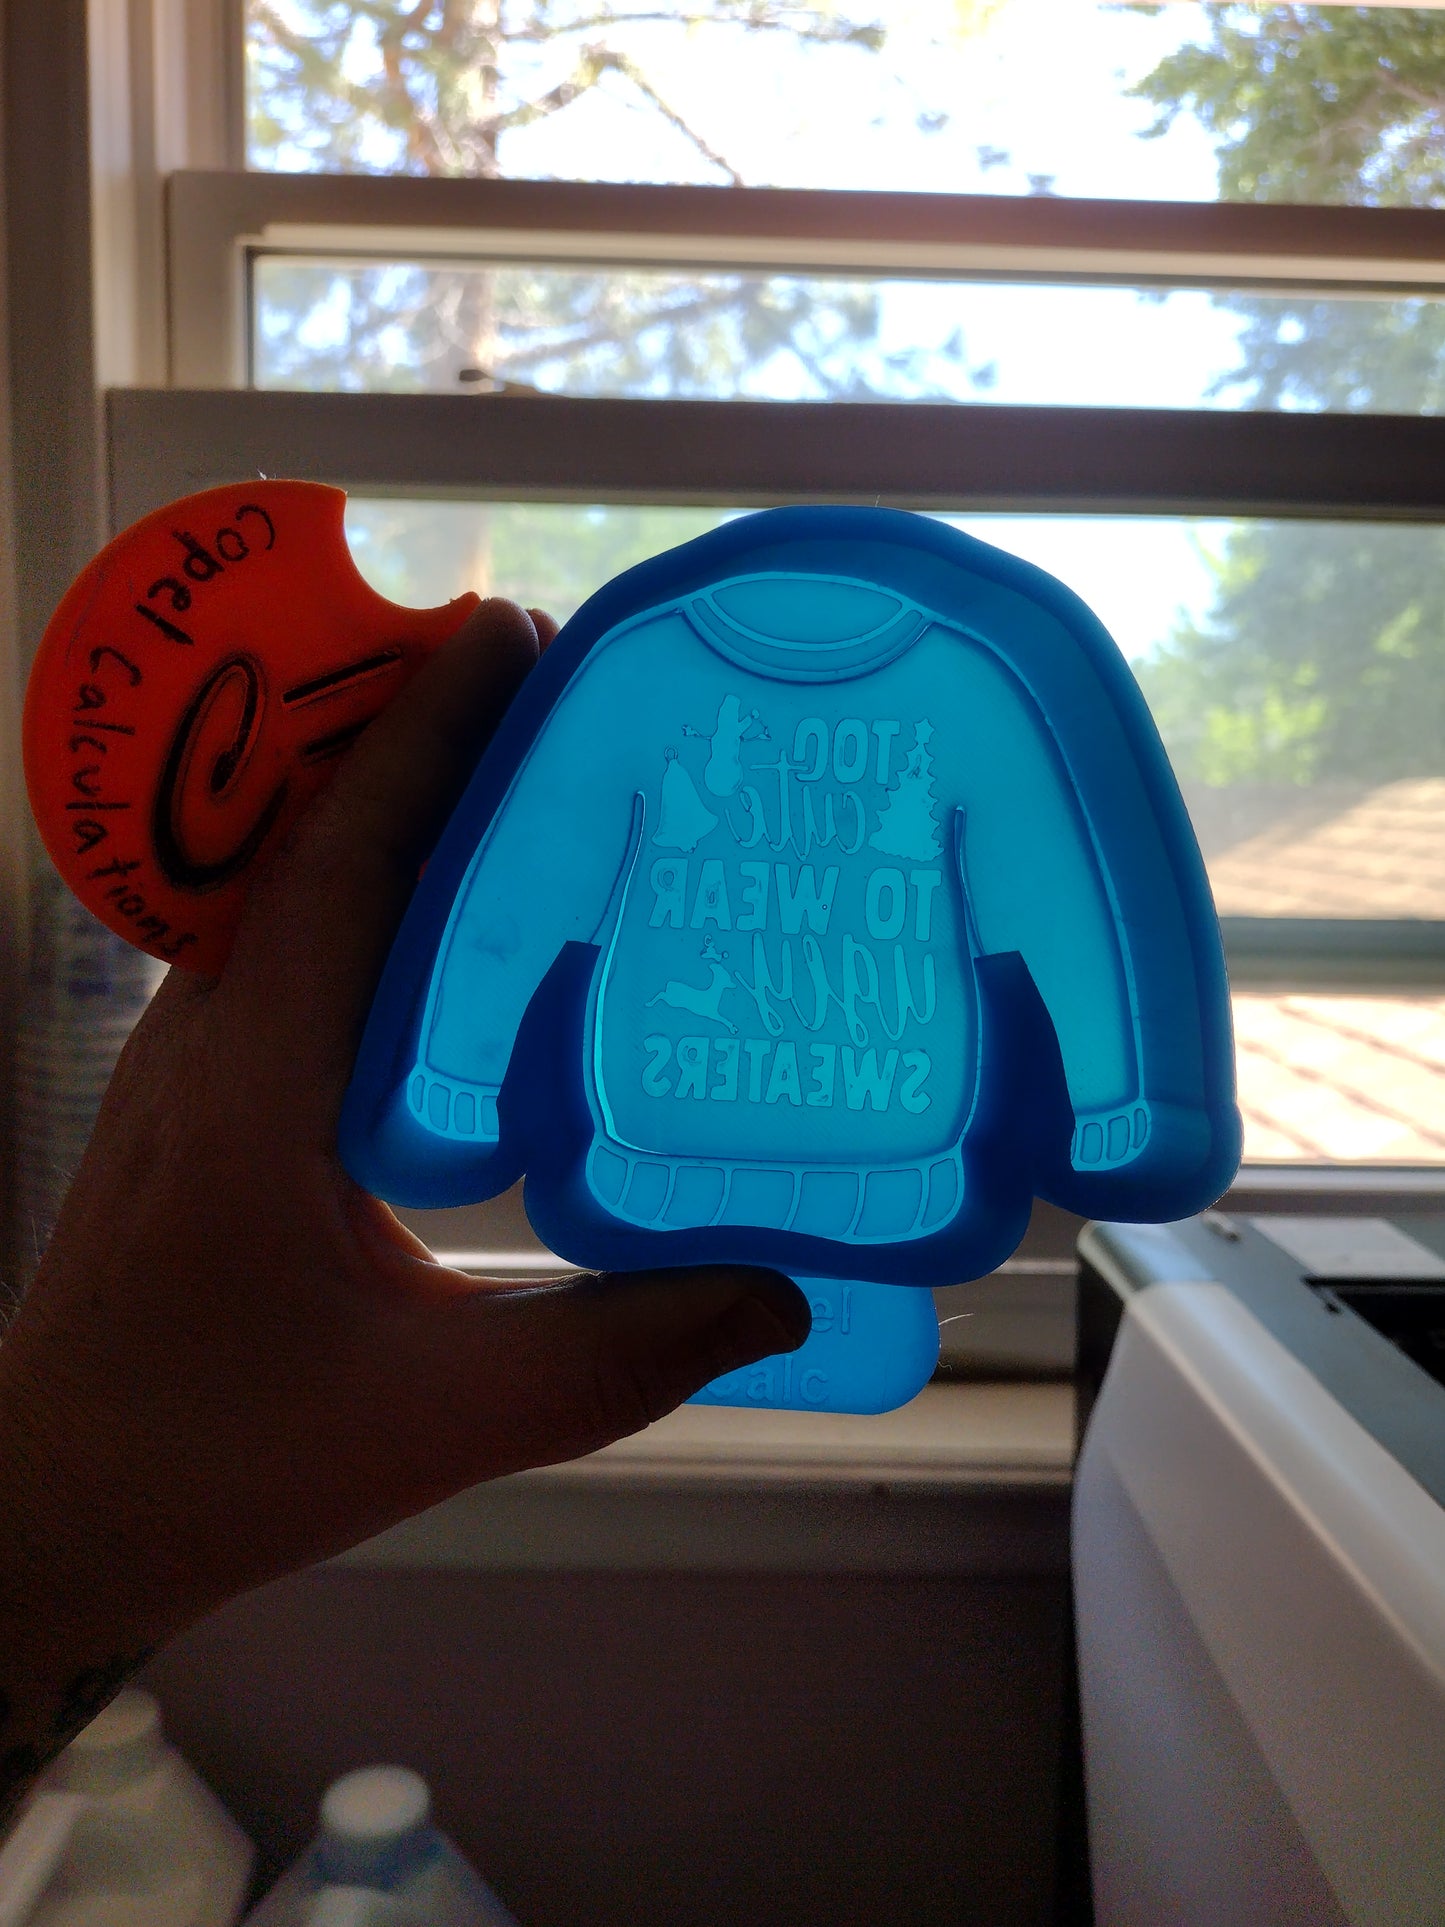 Copel Calculations
C
TOO
cute
TO WEAR
ugly
SWEATERS
el
Calc